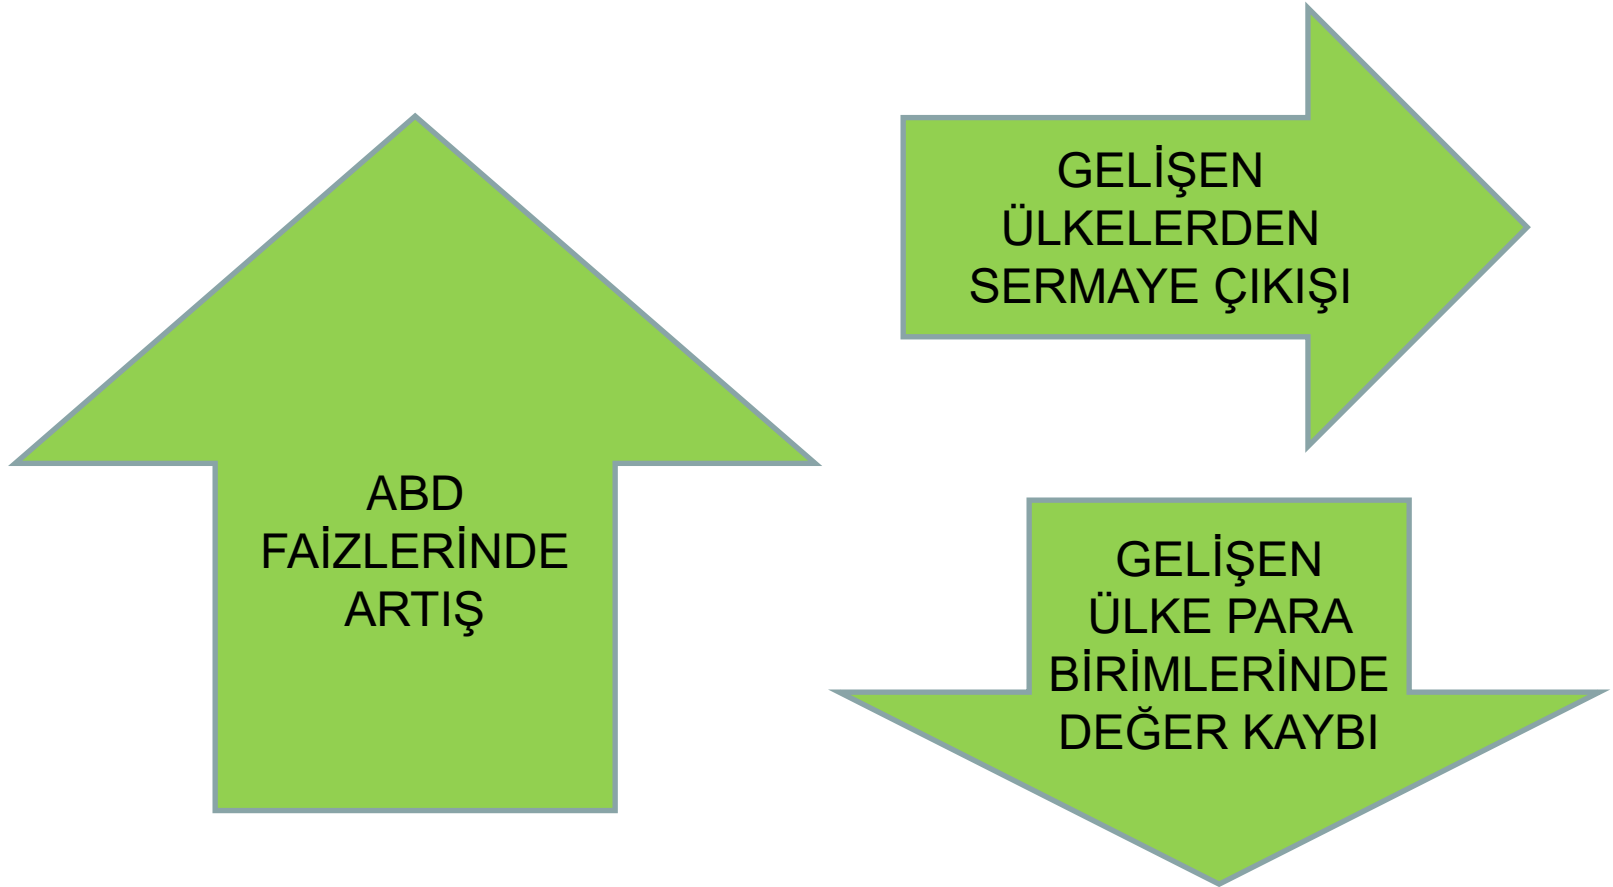 ABD
FAİZLERİNDE
ARTIŞ
GELİŞEN
ÜLKELERDEN
SERMAYE ÇIKIŞI
GELİŞEN
ÜLKE PARA
BİRİMLERİNDE
DEĞER KAYBI